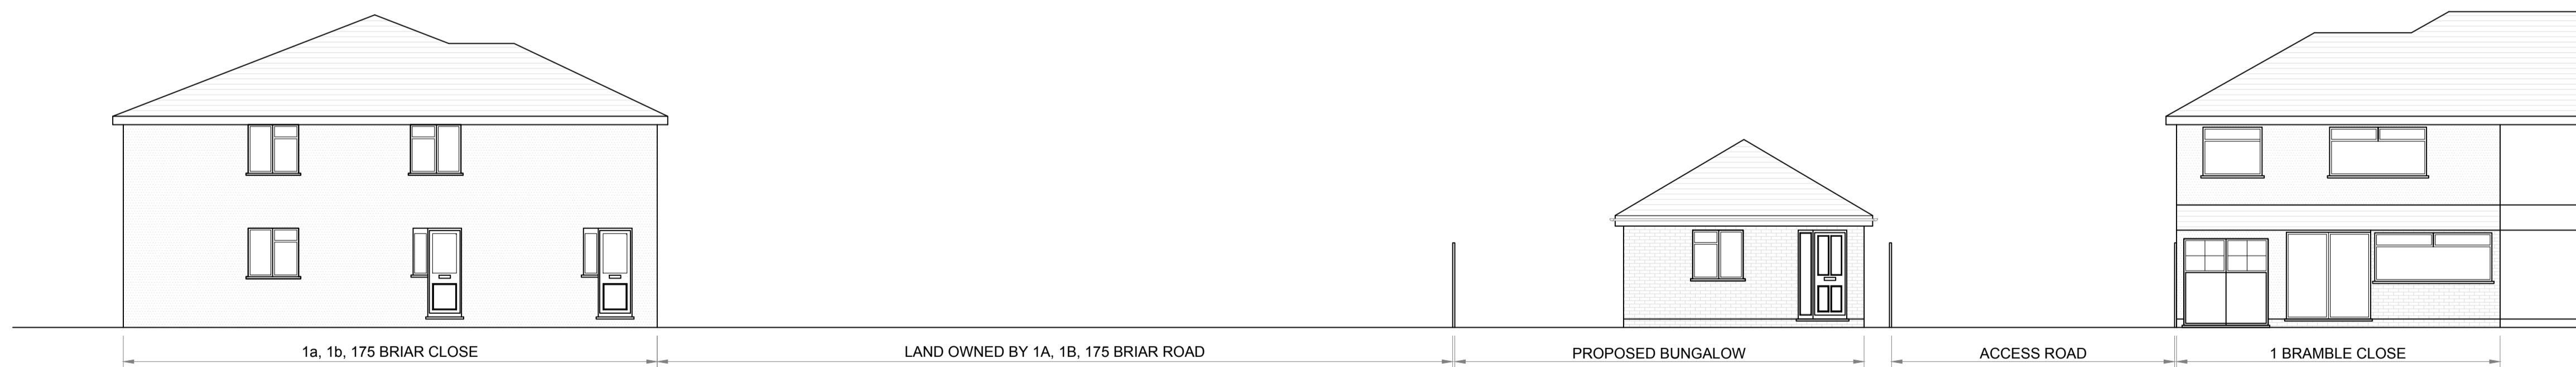 1a, 1b, 175 BRIAR CLOSE
LAND OWNED BY 1A, 1B, 175 BRIAR ROAD
PROPOSED BUNGALOW
ACCESS ROAD
1 BRAMBLE CLOSE